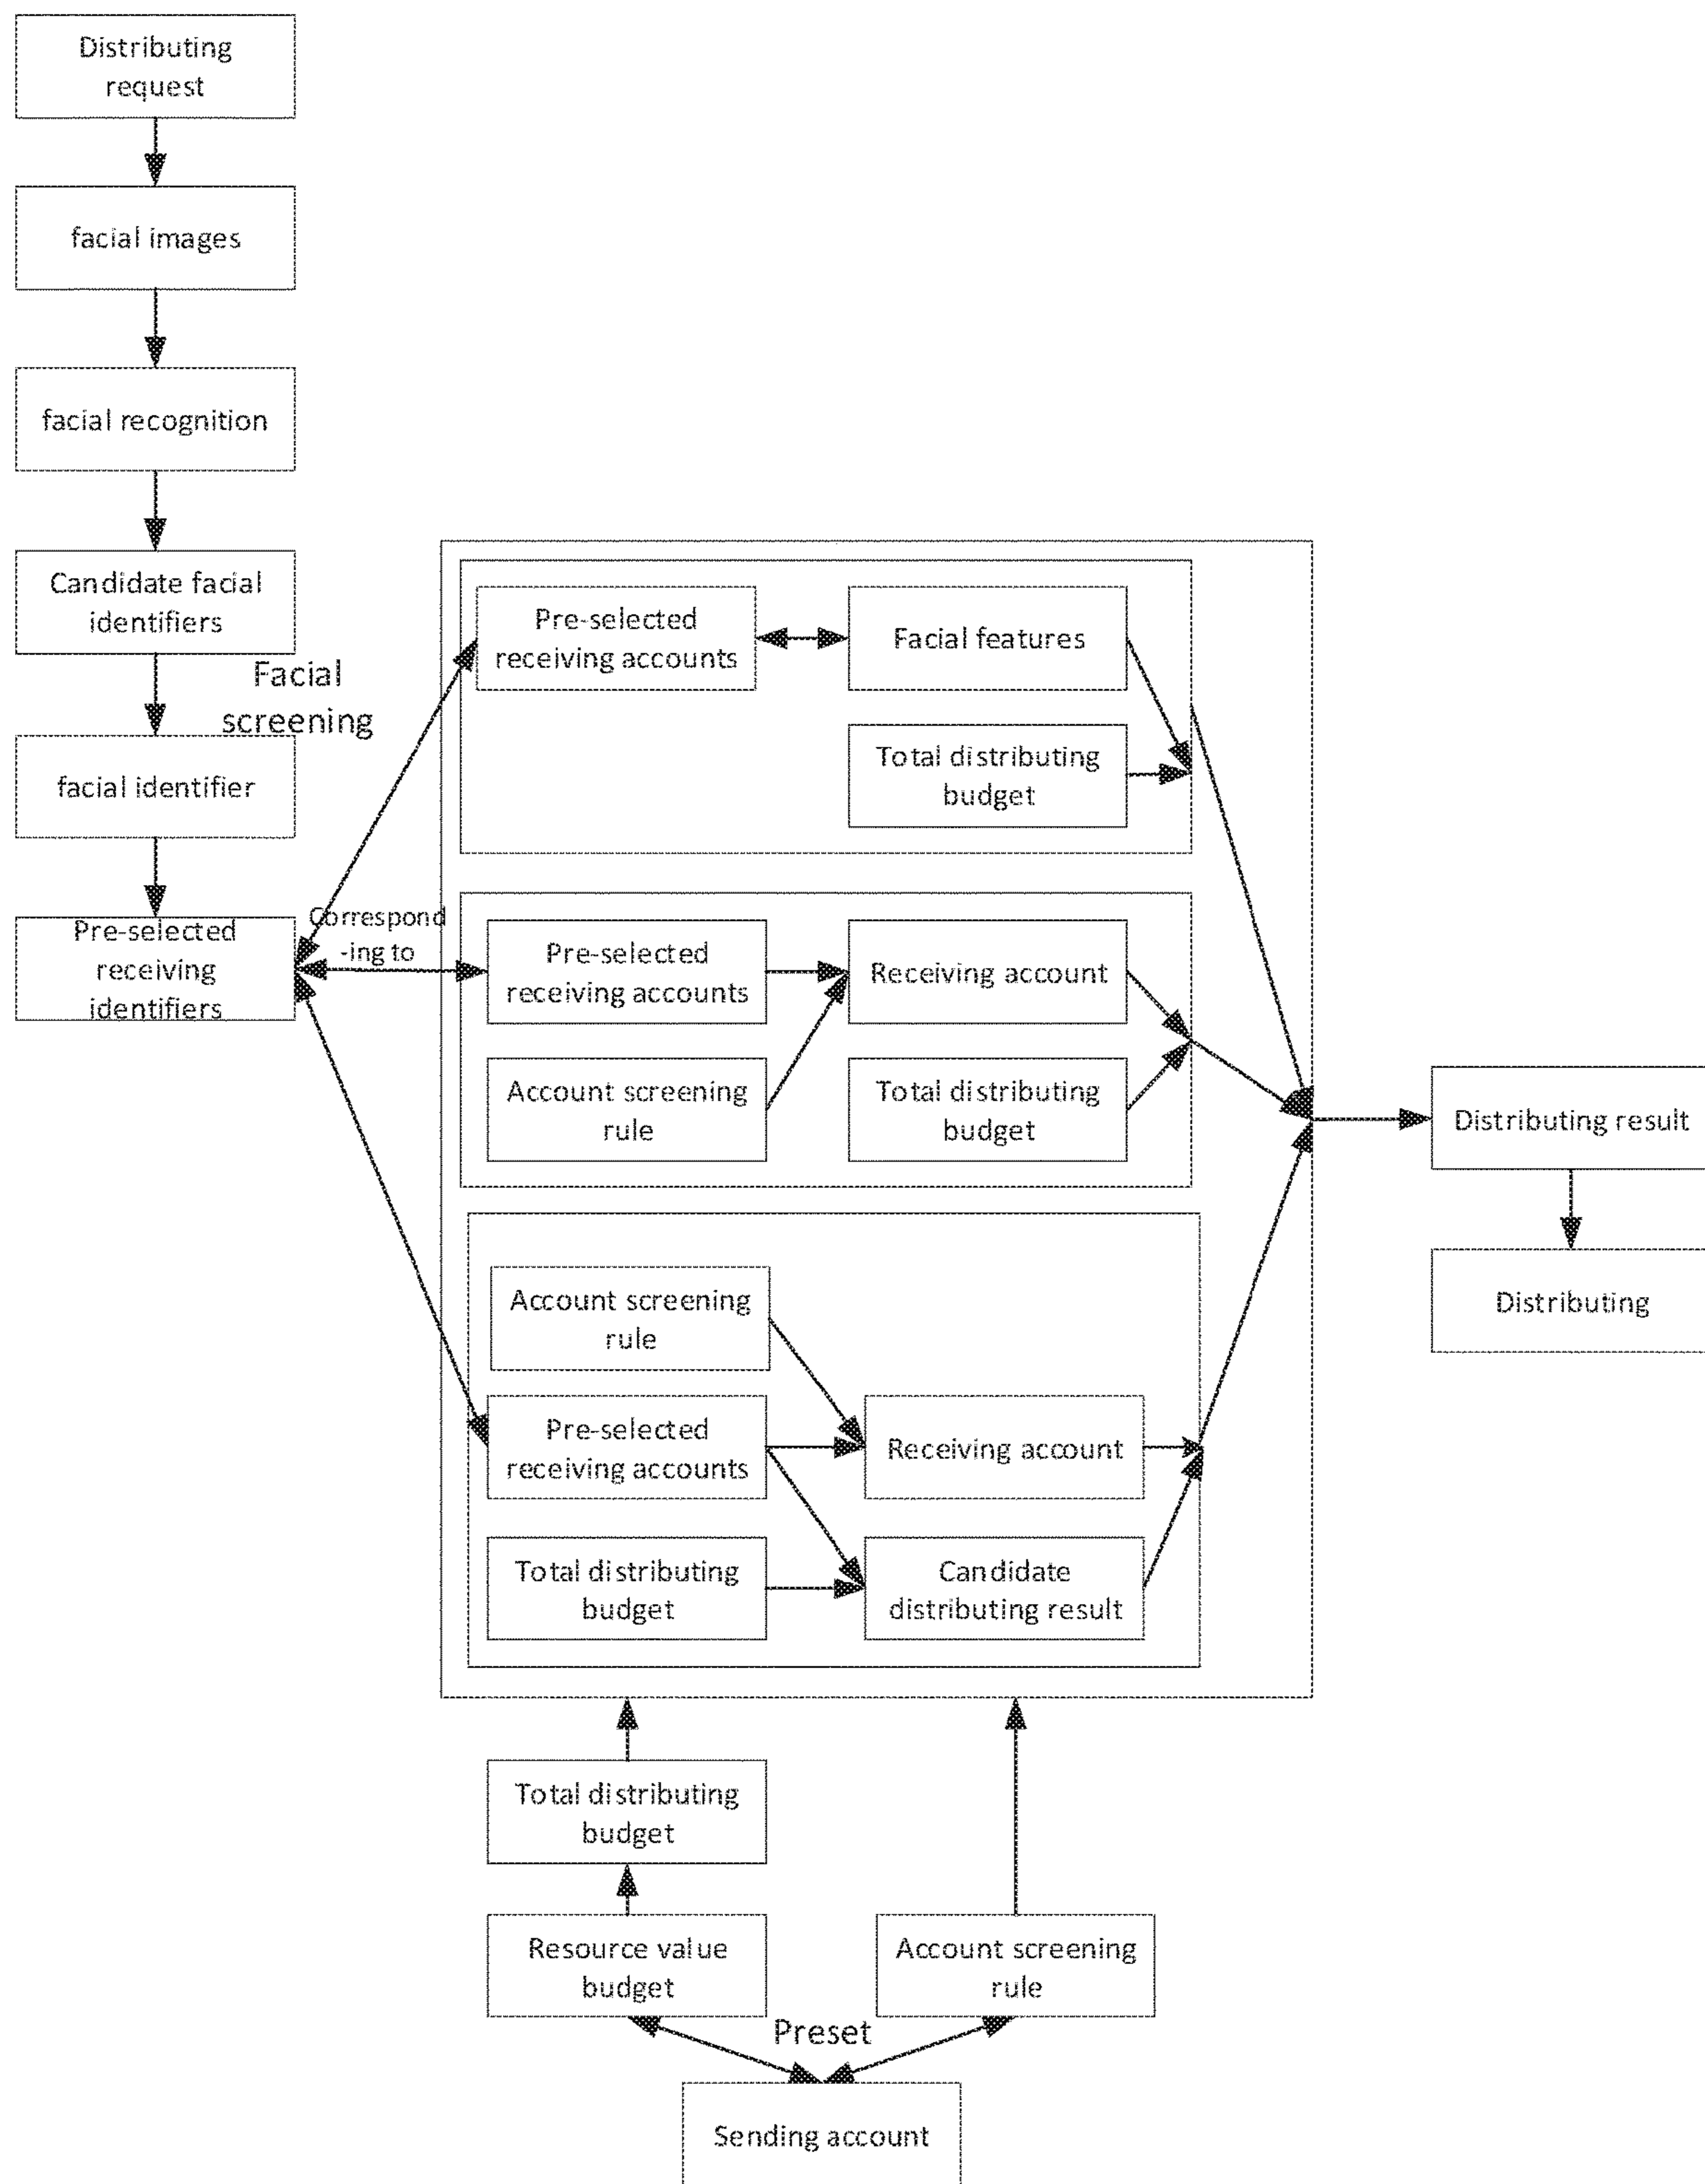 Distributing
request
facial images
facial recognition
Candidate facial
identifiers
Facial
screening
facial identifier
Pre-selected
receiving
identifiers
Correspond
-ing to
Pre-selected
receiving accounts
Facial features
Total distributing
budget
Pre-selected
receiving accounts
Receiving account
Account screening
rule
Total distributing
budget
Account screening
rule
Pre-selected
receiving accounts
Receiving account
Total distributing
budget
Candidate
distributing result
Distributing result
Distributing
Total distributing
budget
Resource value
budget
Account screening
rule
Preset
Sending account